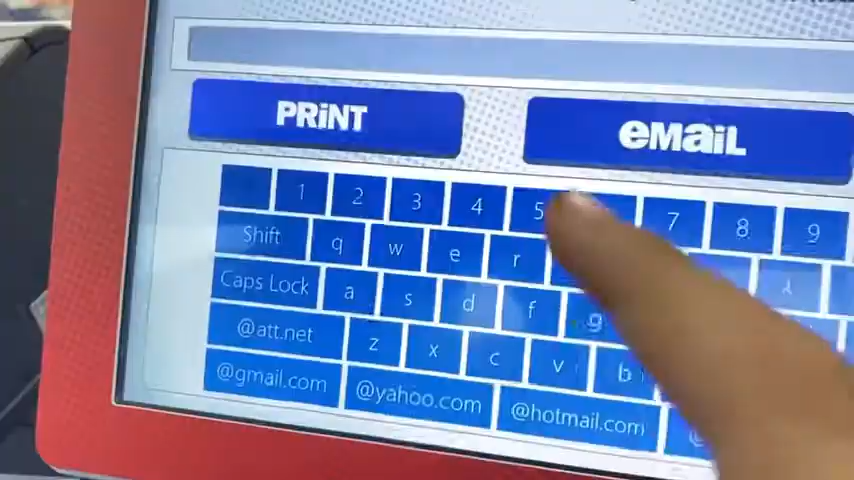 PRiNT
eMaiL
1 2 3 4 5 7 8 9
Shift q w e r
Caps Lock a s d f g
@att.net z x c v b
@gmail.com @yahoo.com @hotmail.com @